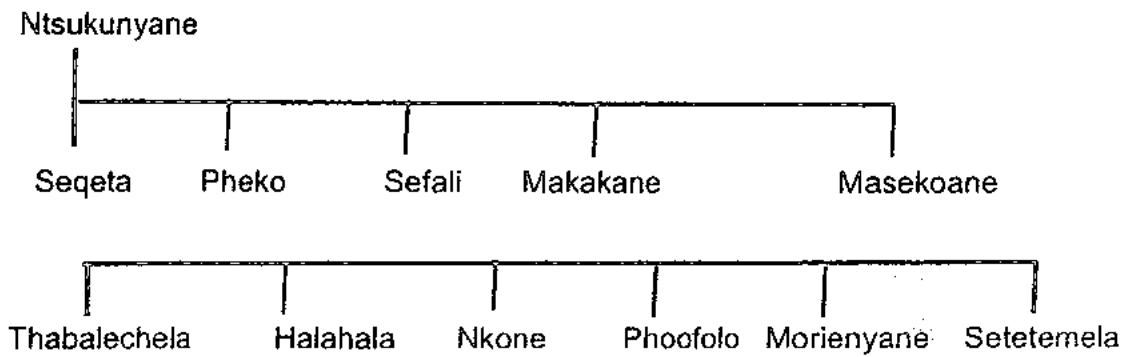 Ntsukunyane
Seqeta Pheko Sefali Makakane Masekoane
Thabalechela Halahala Nkone Phoofolo Morienyane Setetemela